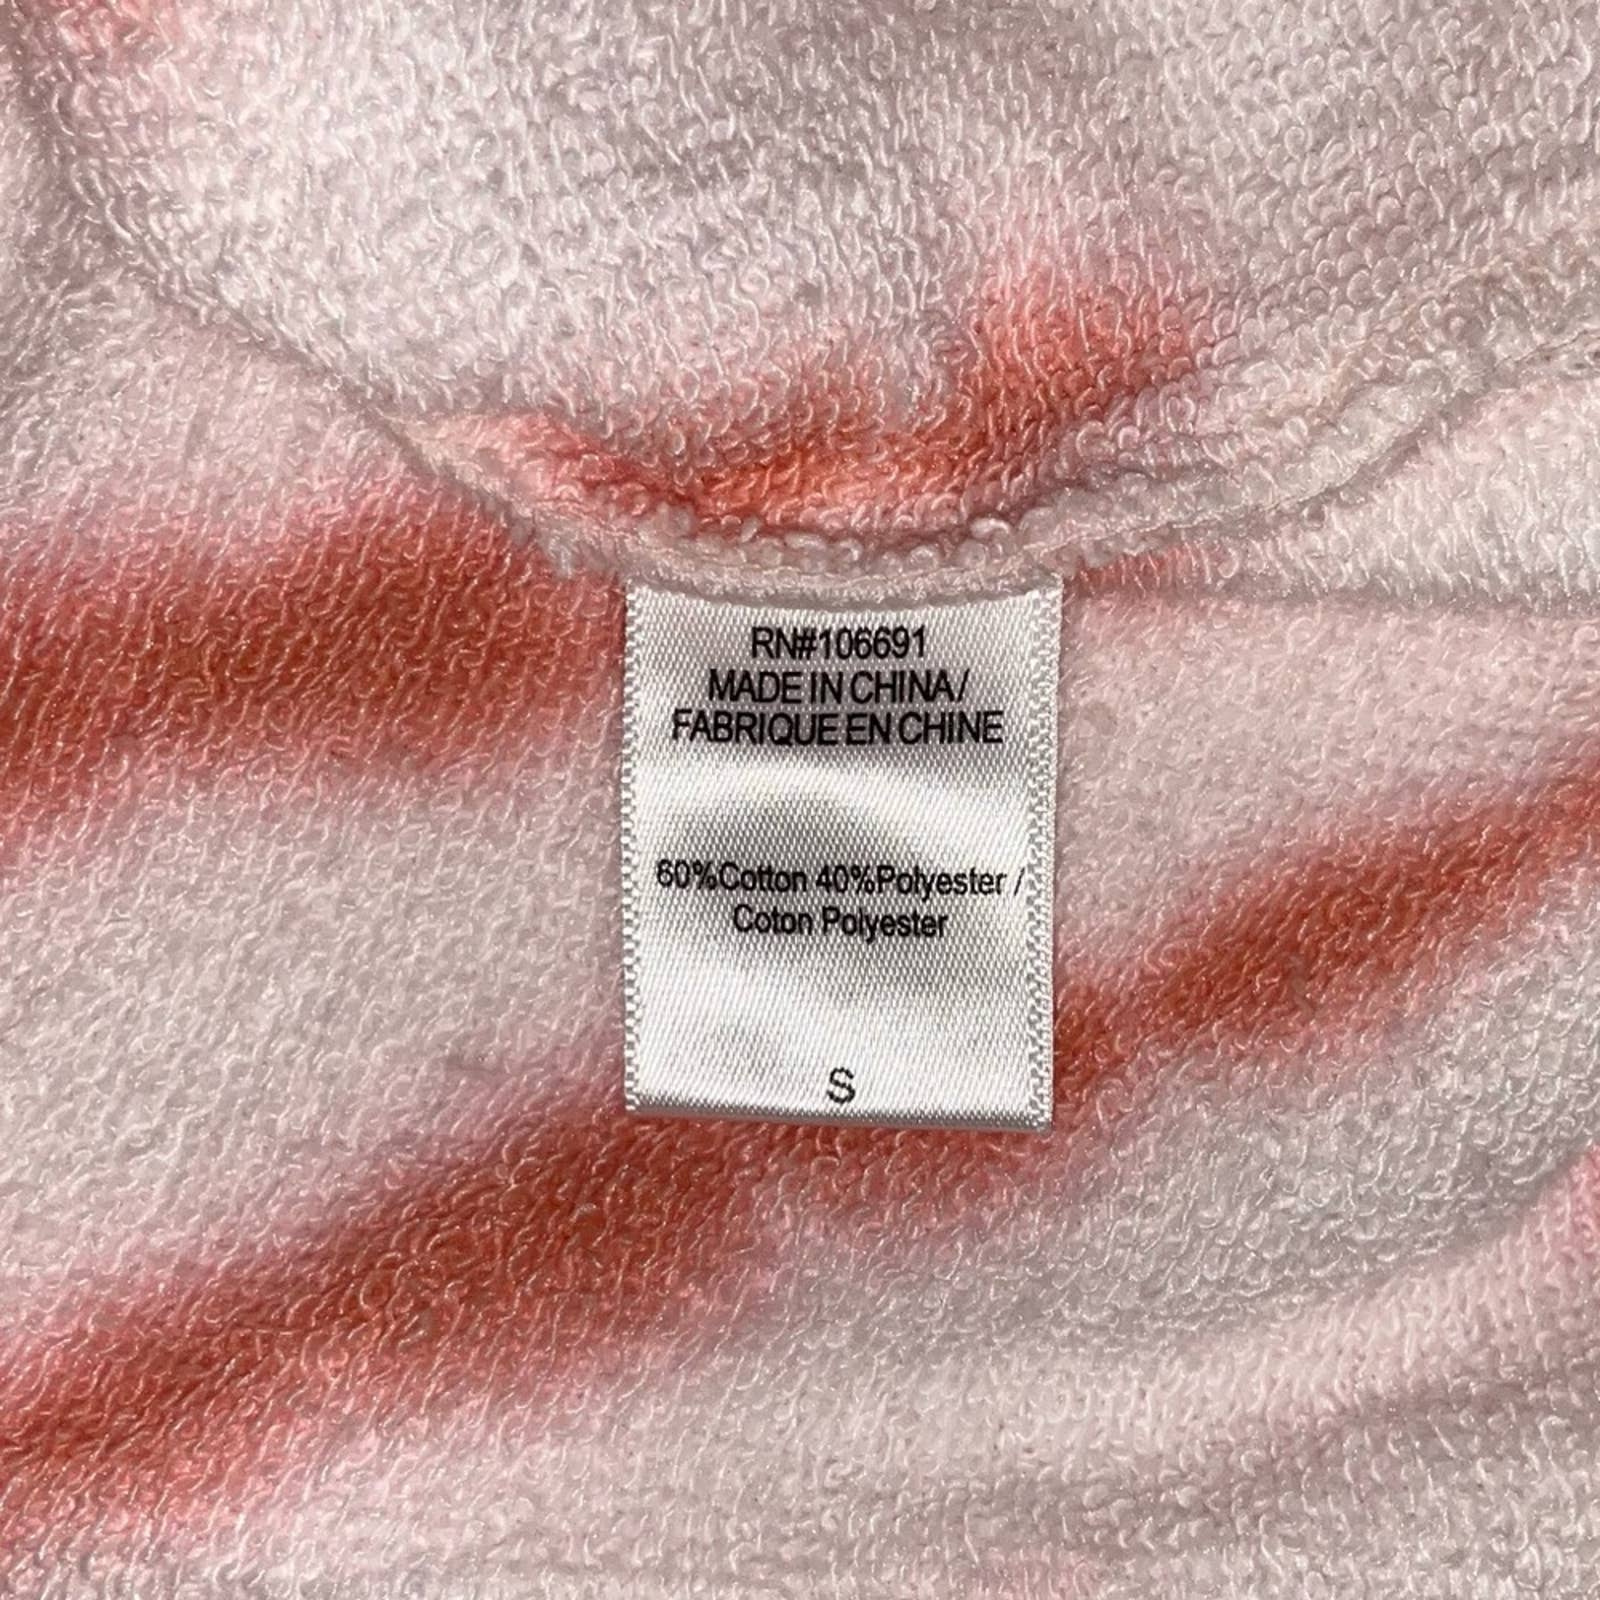 RN#106691
MADE IN CHINA/
FABRIQUE EN CHINE
60%Cotton 40%Polyester /
Coton Polyester
S